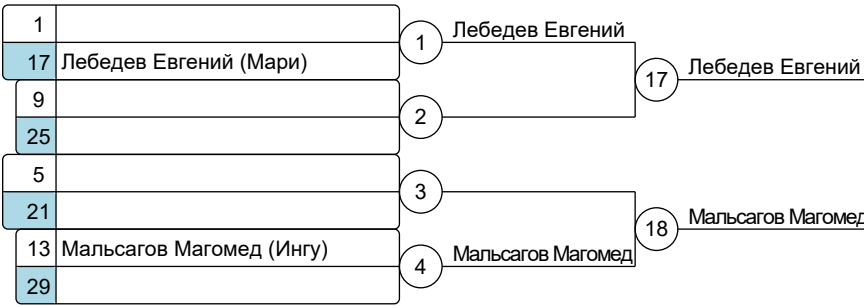 1
1 Лебедев Евгений
17 Лебедев Евгений (Мари)
17 Лебедев Евгений
9
2
25
5
3
21
18 Мальсагов Магомед
13 Мальсагов Магомед (Ингу)
4 Мальсагов Магомед
29